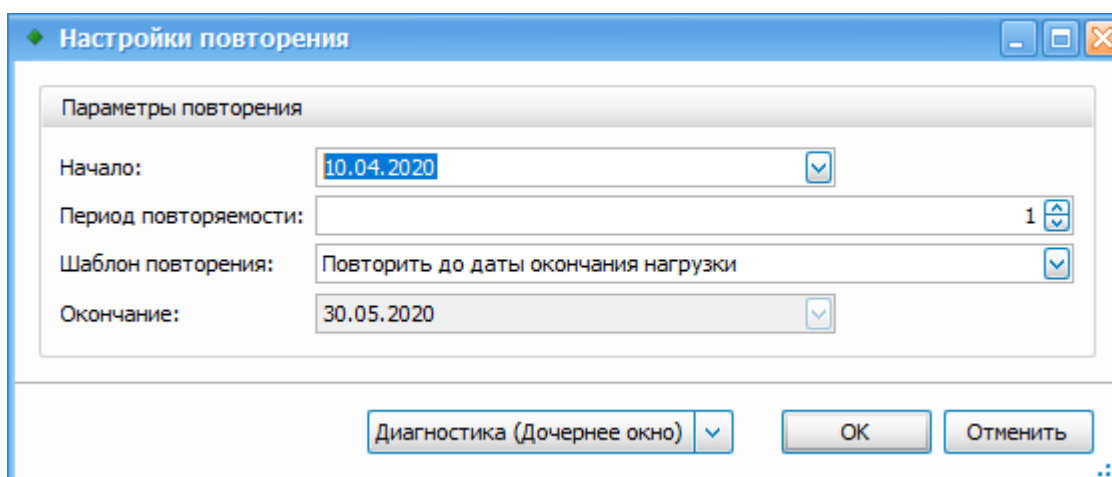 Настройки повторения
Параметры повторения
Начало: 10.04.2020
Период повторяемости: 1
Шаблон повторения: Повторить до даты окончания нагрузки
Окончание: 30.05.2020
Диагностика (Дочернее окно) ОК Отменить